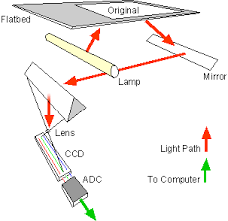 Original
Flatbed
Lamp
Mirror
Lens
CCD
ADC
Light Path
To Computer